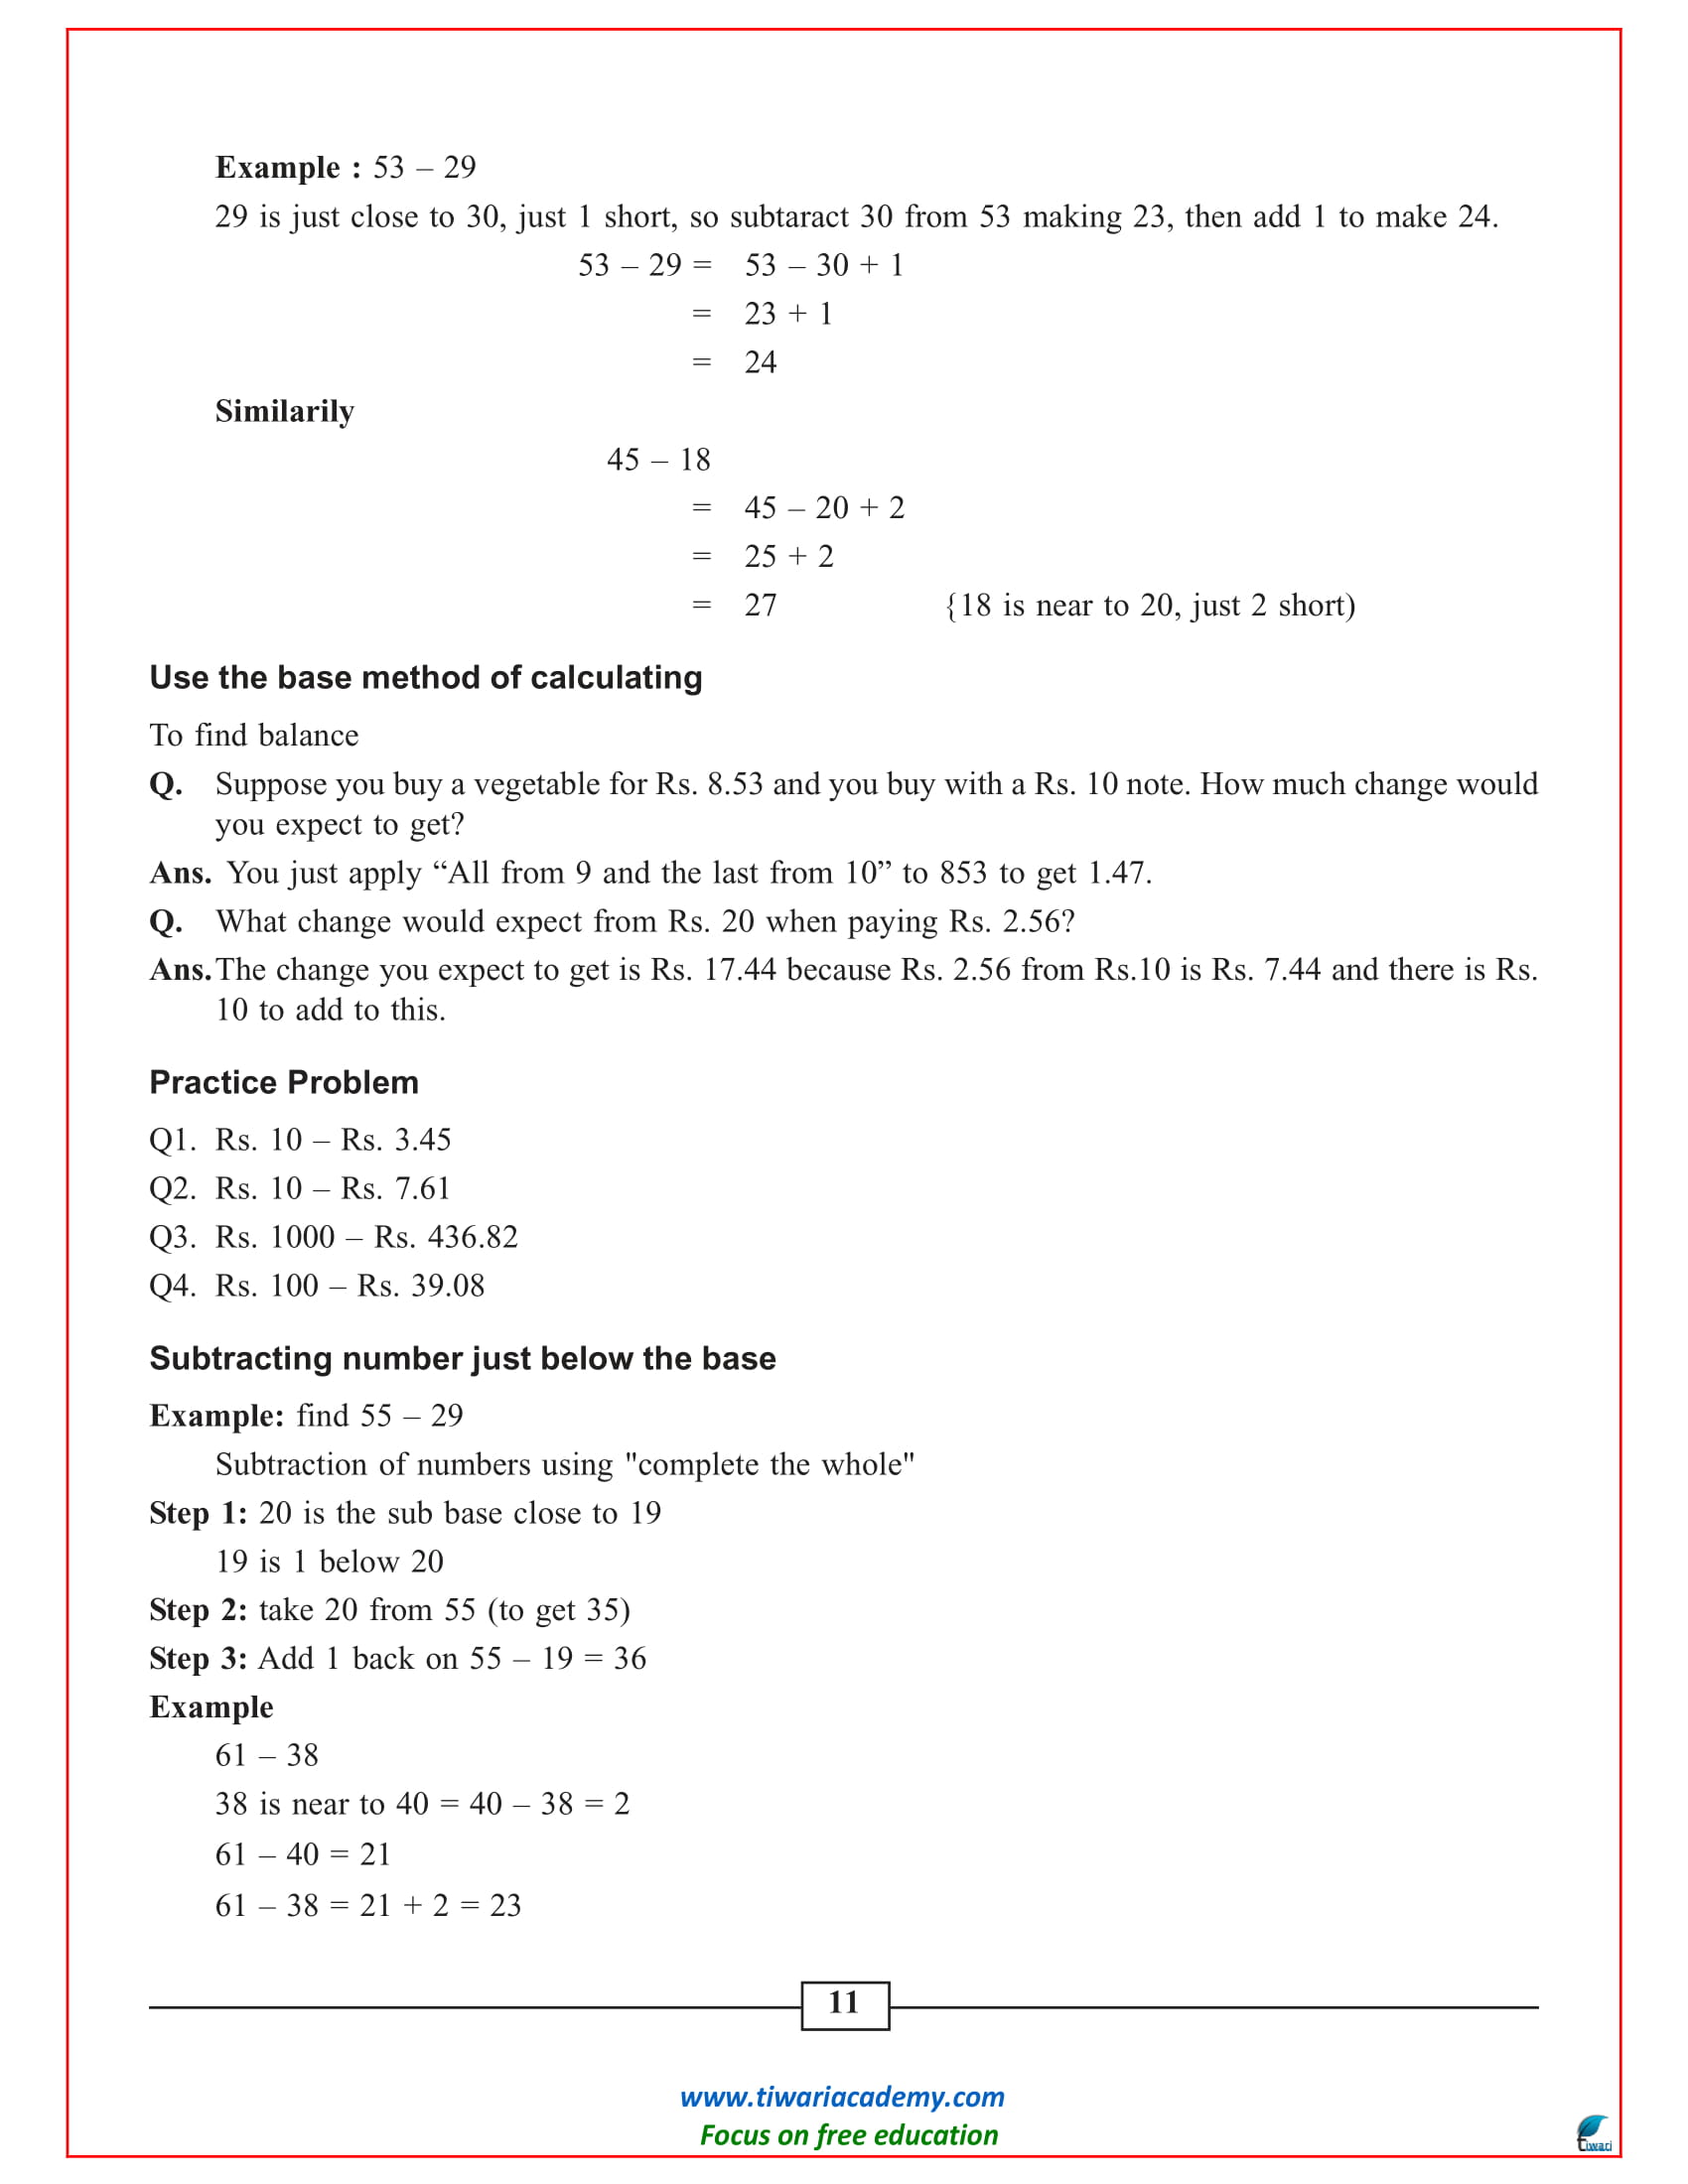 Example : 53 – 29
29 is just close to 30, just 1 short, so subtaract 30 from 53 making 23, then add 1 to make 24.
53 – 29 = 53 – 30 + 1
= 23 + 1
= 24
Similarily
45 – 18
= 45 – 20 + 2
= 25 + 2
= 27 {18 is near to 20, just 2 short)
Use the base method of calculating
To find balance
Q. Suppose you buy a vegetable for Rs. 8.53 and you buy with a Rs. 10 note. How much change would
you expect to get?
Ans. You just apply “All from 9 and the last from 10” to 853 to get 1.47.
Q. What change would expect from Rs. 20 when paying Rs. 2.56?
Ans. The change you expect to get is Rs. 17.44 because Rs. 2.56 from Rs.10 is Rs. 7.44 and there is Rs.
10 to add to this.
Practice Problem
Q1. Rs. 10 – Rs. 3.45
Q2. Rs. 10 – Rs. 7.61
Q3. Rs. 1000 – Rs. 436.82
Q4. Rs. 100 – Rs. 39.08
Subtracting number just below the base
Example: find 55 – 29
Subtraction of numbers using "complete the whole"
Step 1: 20 is the sub base close to 19
19 is 1 below 20
Step 2: take 20 from 55 (to get 35)
Step 3: Add 1 back on 55 – 19 = 36
Example
61 – 38
38 is near to 40 = 40 – 38 = 2
61 – 40 = 21
61 – 38 = 21 + 2 = 23
11
www.tiwariacademy.com
Focus on free education
Tiwari